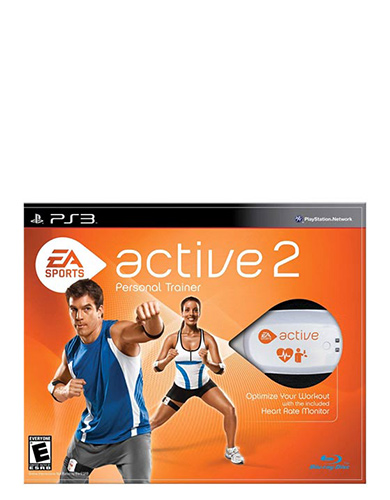 PS3
PlayStation Network
EA
SPORTS
active 2
Personal Trainer
EA
active
Optimize Your Workout
with the included
Heart Rate Monitor
EVERYONE
E
ESRB
Blu-ray Disc